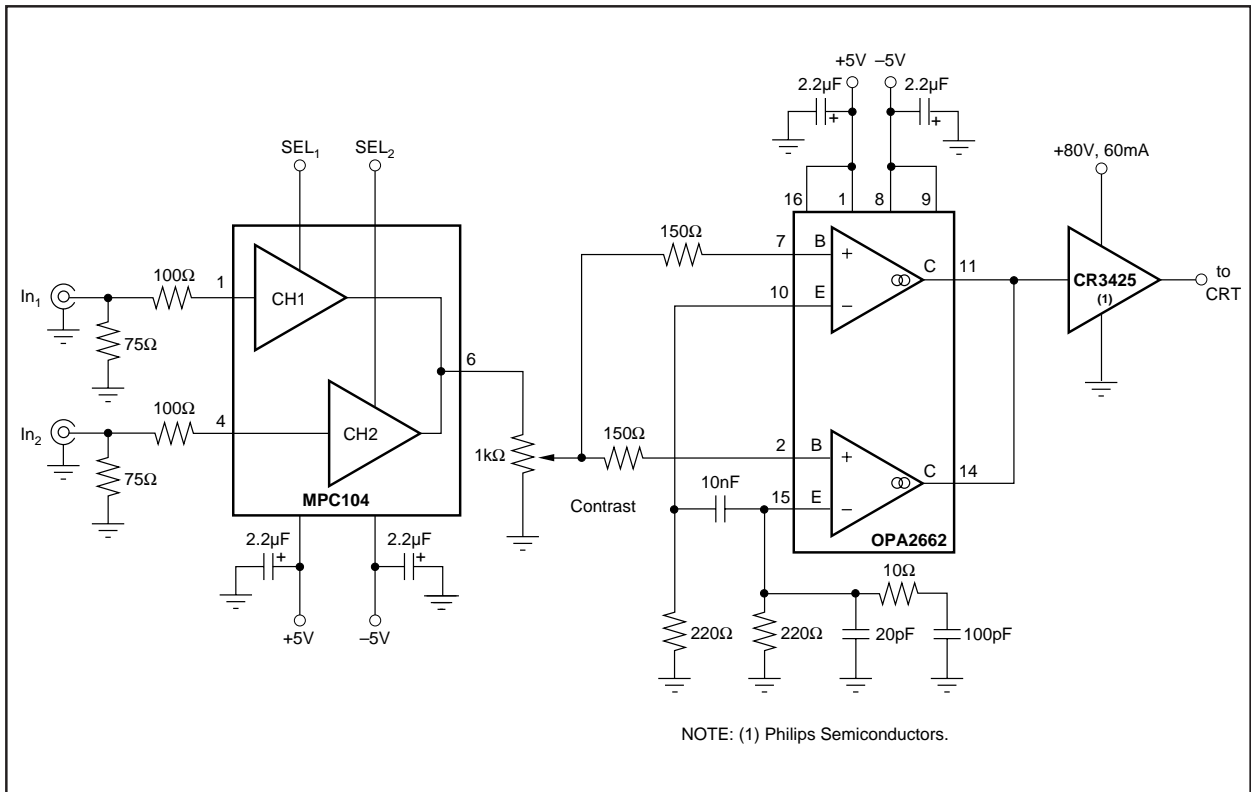 +5V –5V
2.2µF 2.2µF
SEL₁ SEL₂
+80V, 60mA
16 1 8 9
150Ω
7 B + C 11
10 E –
CR3425
(1)
to
CRT
In₁
100Ω
1
CH1
75Ω
6
In₂
100Ω
4
CH2
75Ω
MPC104
1kΩ
Contrast
150Ω
2 B + C 14
10nF
15 E –
OPA2662
2.2µF + 2.2µF +
+5V –5V
10Ω
220Ω 220Ω 20pF 100pF
NOTE: (1) Philips Semiconductors.